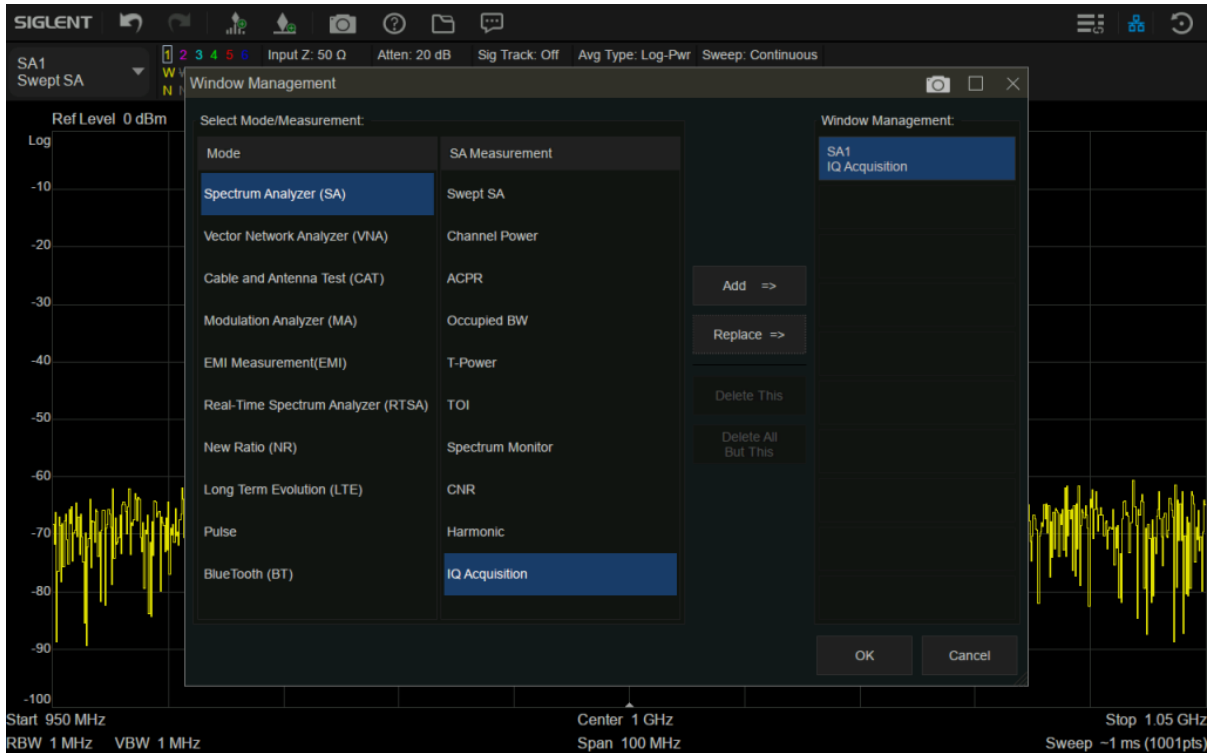 SIGLENT
SA1
Swept SA
1 2 3 4 5 6
W W
N N
Input Z: 50 Ω Atten: 20 dB Sig Track: Off Avg Type: Log-Pwr Sweep: Continuous
Window Management
Ref Level 0 dBm
Log
-10
-20
-30
-40
-50
-60
-70
-80
-90
-100
Select Mode/Measurement:
Mode
Spectrum Analyzer (SA)
Vector Network Analyzer (VNA)
Cable and Antenna Test (CAT)
Modulation Analyzer (MA)
EMI Measurement(EMI)
Real-Time Spectrum Analyzer (RTSA)
New Ratio (NR)
Long Term Evolution (LTE)
Pulse
BlueTooth (BT)
SA Measurement
Swept SA
Channel Power
ACPR
Occupied BW
T-Power
TOI
Spectrum Monitor
CNR
Harmonic
IQ Acquisition
Add =>
Replace =>
Delete This
Delete All
But This
Window Management:
SA1
IQ Acquisition
OK Cancel
Start 950 MHz Center 1 GHz Stop 1.05 GHz
RBW 1 MHz VBW 1 MHz Span 100 MHz Sweep ~1 ms (1001pts)